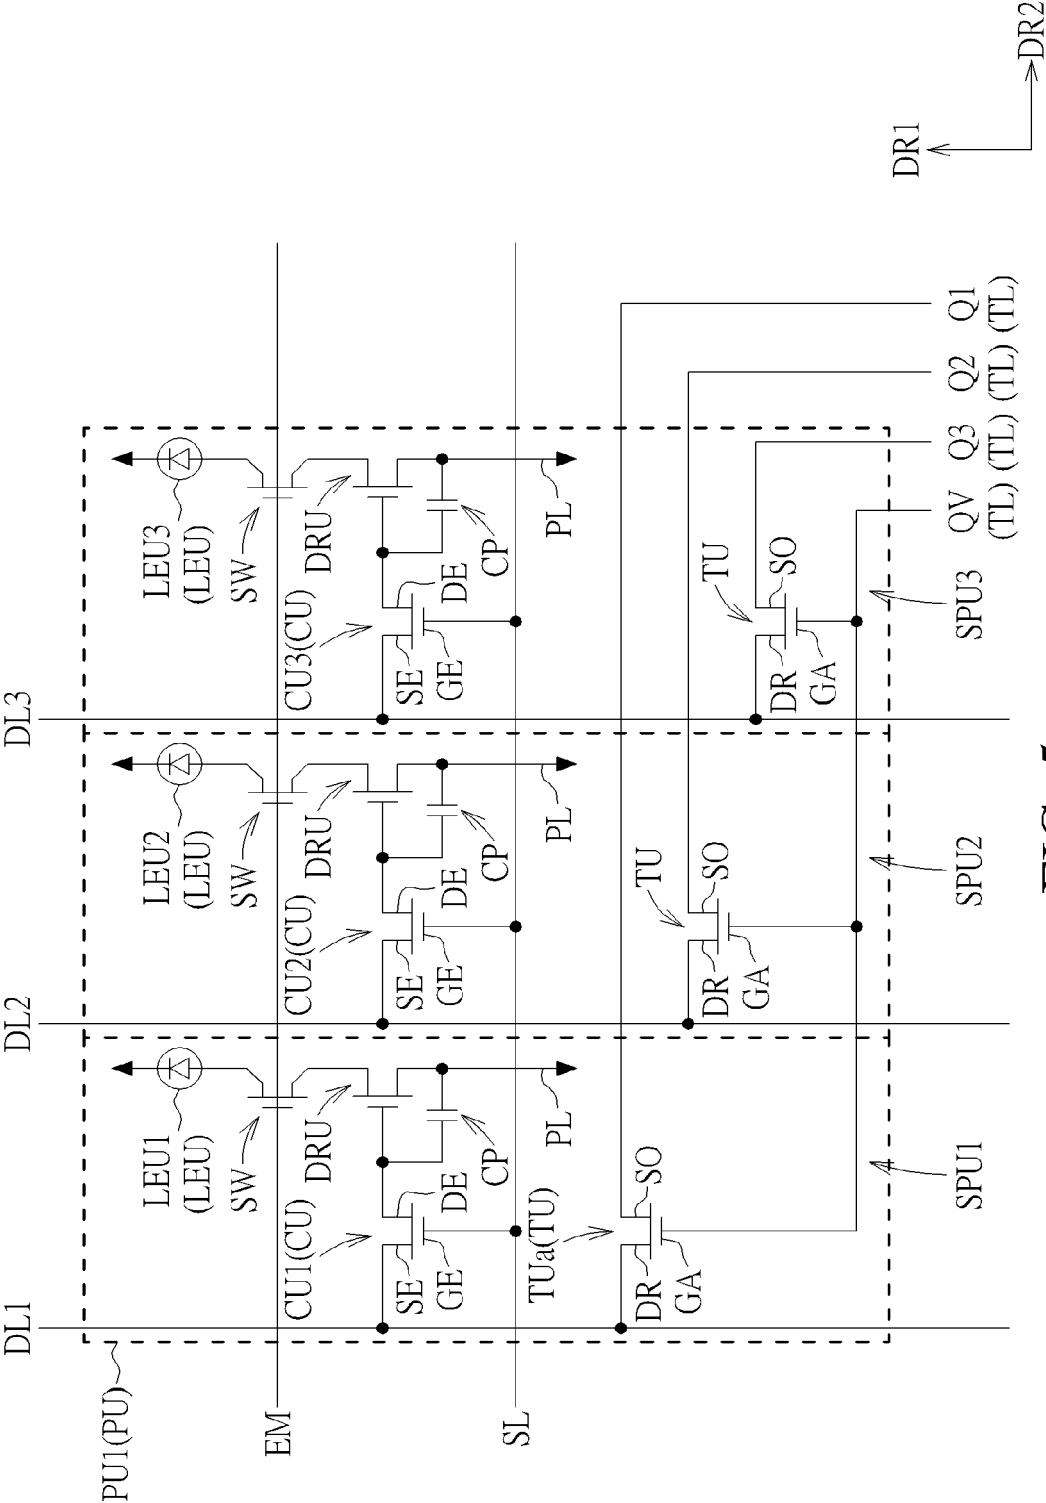 PU1(PU)
DL1
DL2
DL3
LEU1
(LEU)
LEU2
(LEU)
LEU3
(LEU)
SW
SW
SW
EM
DRU
DRU
DRU
CU1(CU)
CU2(CU)
CU3(CU)
SE
DE
SE
DE
SE
DE
GE
CP
GE
CP
GE
CP
SL
PL
PL
PL
TUa(TU)
DR
SO
GA
TU
DR
SO
GA
TU
DR
SO
GA
SPU1
SPU2
SPU3
QV
Q3
Q2
Q1
(TL)
(TL)
(TL)
(TL)
DR1
DR2